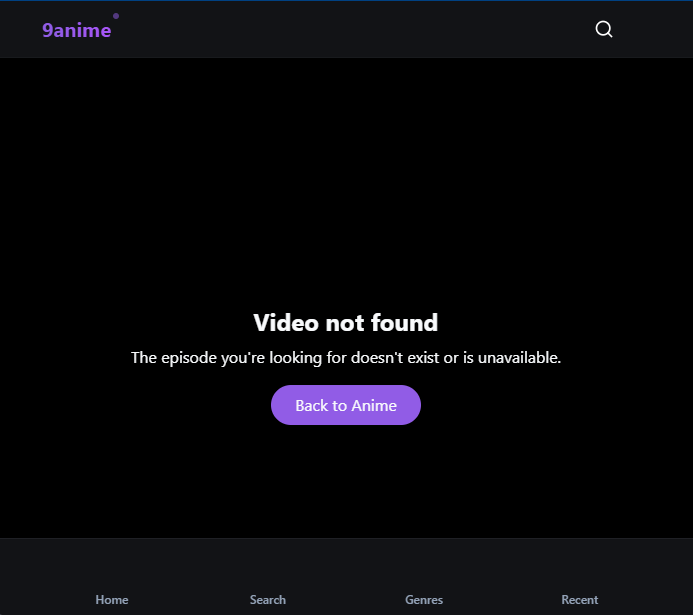 9anime
Video not found
The episode you're looking for doesn't exist or is unavailable.
Back to Anime
Home Search Genres Recent